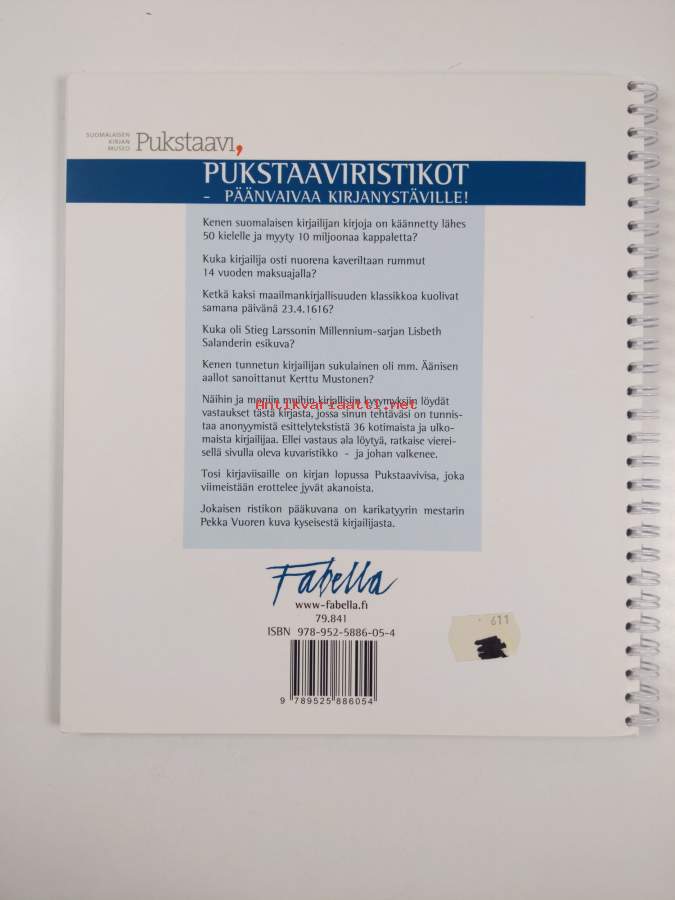 SUOMALAISEN
KIRJAN
MUSEO
Pukstaavi,
PUKSTAAVIRISTIKOT
- PÄÄNVAIVAA KIRJANYSTÄVILLE!
Kenen suomalaisen kirjailijan kirjoja on käännetty lähes
50 kielelle ja myyty 10 miljoonaa kappaletta?
Kuka kirjailija osti nuorena kaveriltaan rummut
14 vuoden maksuajalla?
Ketkä kaksi maailmankirjallisuuden klassikkoa kuolivat
samana päivänä 23.4.1616?
Kuka oli Stieg Larssonin Millennium-sarjan Lisbeth
Salanderin esikuva?
Kenen tunnetun kirjailijan sukulainen oli mm. Äänisen
aallot sanoittanut Kerttu Mustonen?
Näihin ja moniin muihin kirjallisiin kysymyksiin löydät
Antikvariaatti.net
vastaukset tästä kirjasta, jossa sinun tehtäväsi on tunnis-
taa anonyymistä esittelytekstistä 36 kotimaista ja ulko-
maista kirjailijaa. Ellei vastaus ala löytyä, ratkaise vierei-
sellä sivulla oleva kuvaristikko - ja johan valkenee.
Tosi kirjaviisaille on kirjan lopussa Pukstaavivisa, joka
viimeistään erottelee jyvät akanoista.
Jokaisen ristikon pääkuvana on karikatyyrin mestarin
Pekka Vuoren kuva kyseisestä kirjailijasta.
Fabella
www-fabella.fi
79.841
ISBN 978-952-5886-05-4
9 789525 886054
611